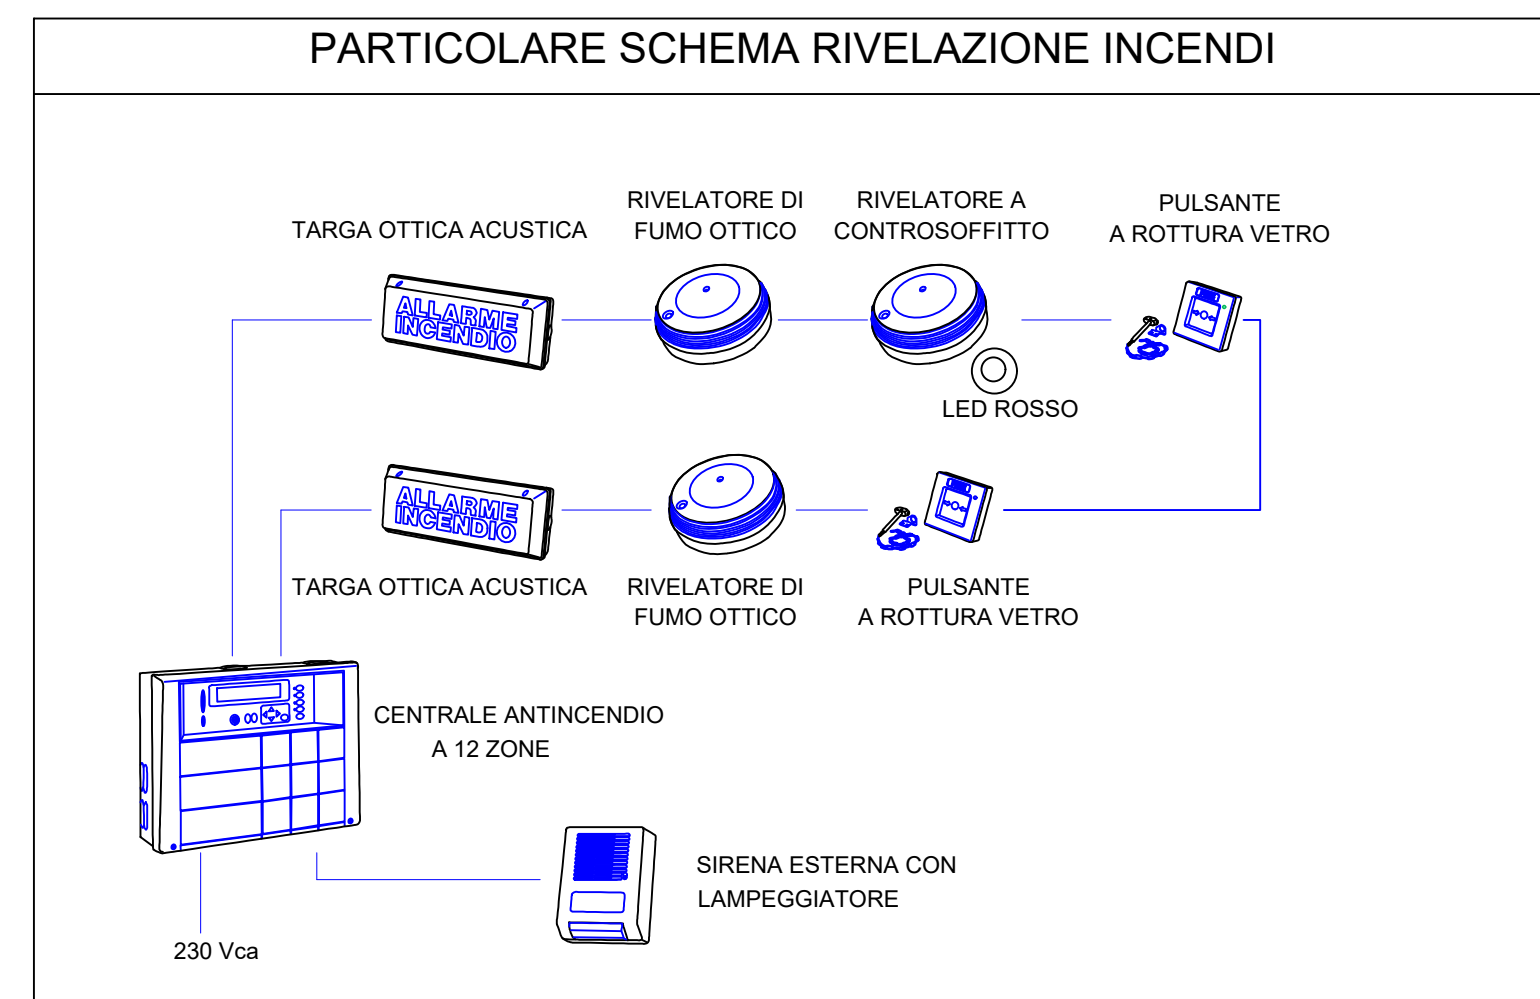 PARTICOLARE SCHEMA RIVELAZIONE INCENDI
TARGA OTTICA ACUSTICA
RIVELATORE DI
FUMO OTTICO
RIVELATORE A
CONTROSOFFITTO
PULSANTE
A ROTTURA VETRO
ALLARME
INCENDIO
LED ROSSO
ALLARME
INCENDIO
TARGA OTTICA ACUSTICA
RIVELATORE DI
FUMO OTTICO
PULSANTE
A ROTTURA VETRO
CENTRALE ANTINCENDIO
A 12 ZONE
SIRENA ESTERNA CON
LAMPEGGIATORE
230 Vca